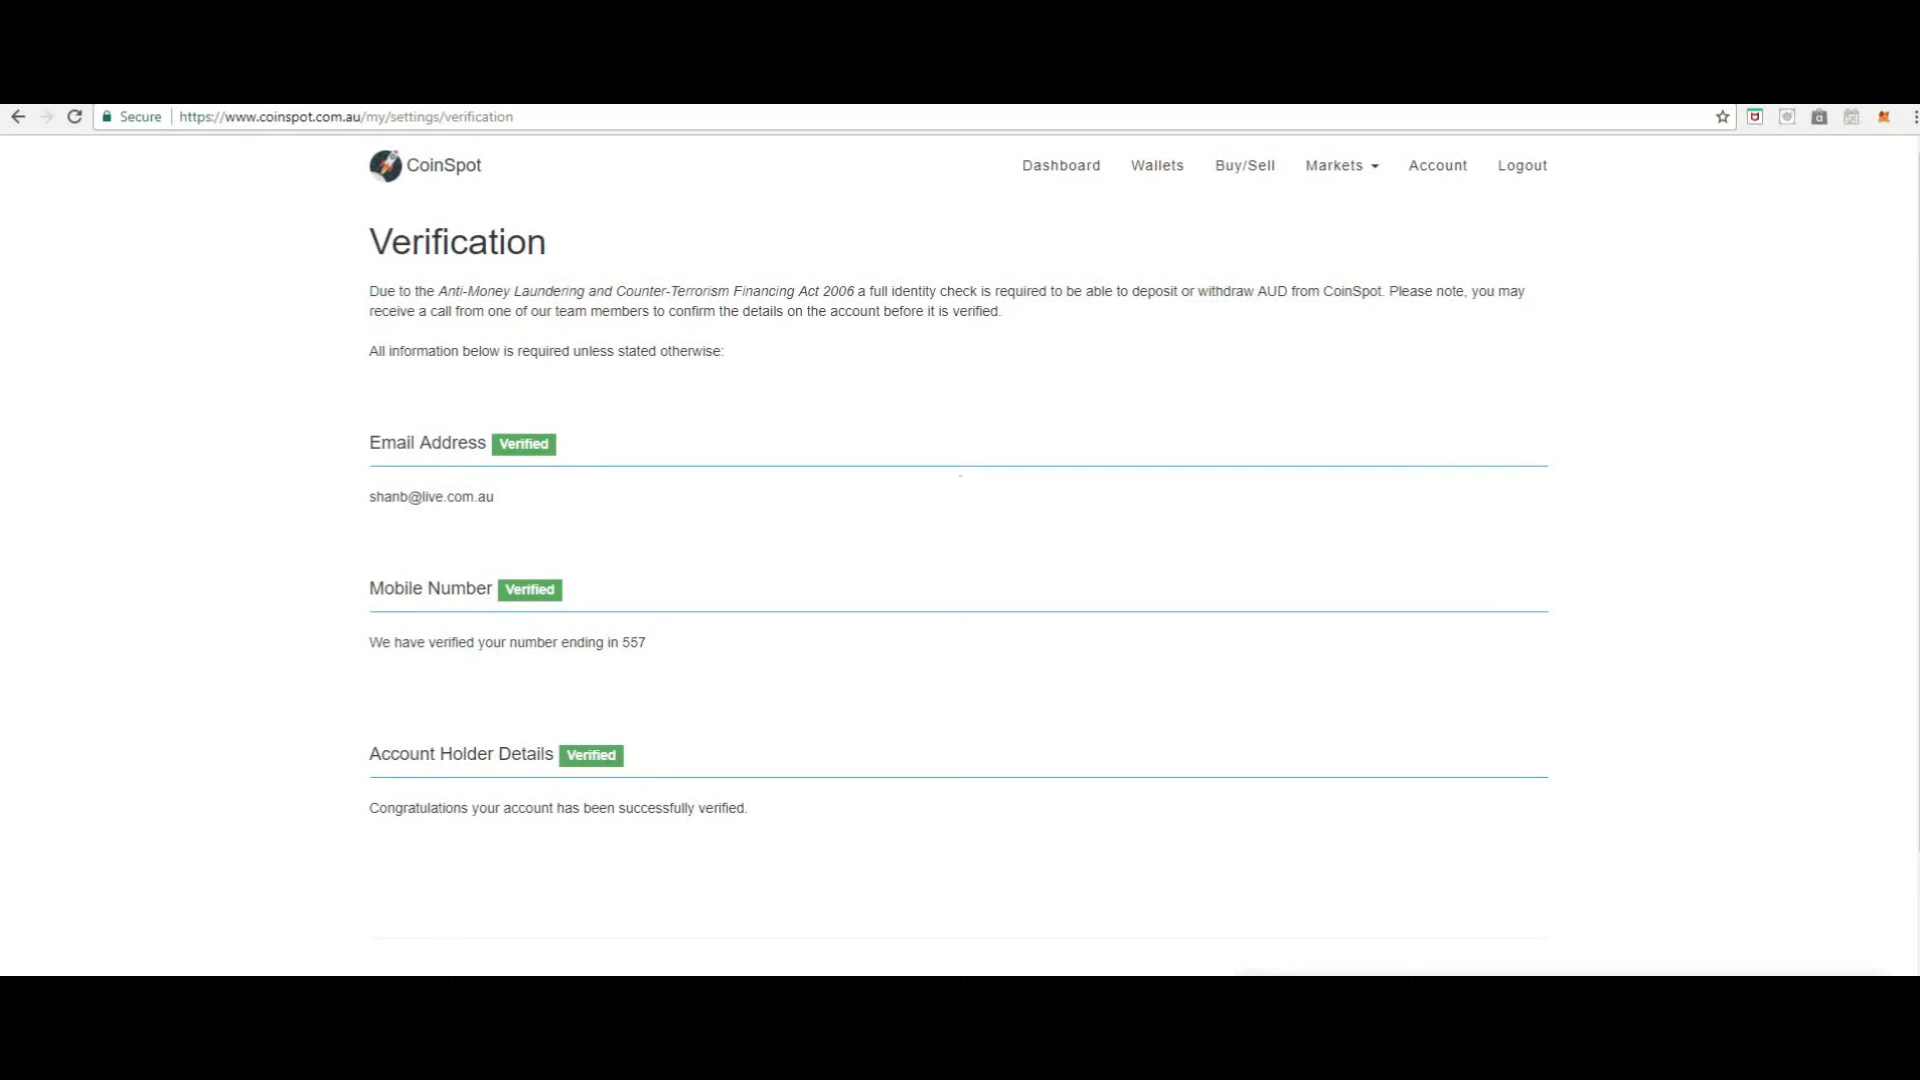 Secure https://www.coinspot.com.au/my/settings/verification
CoinSpot Dashboard Wallets Buy/Sell Markets Account Logout
Verification
Due to the Anti-Money Laundering and Counter-Terrorism Financing Act 2006 a full identity check is required to be able to deposit or withdraw AUD from CoinSpot. Please note, you may
receive a call from one of our team members to confirm the details on the account before it is verified.
All information below is required unless stated otherwise:
Email Address Verified
shanb@live.com.au
Mobile Number Verified
We have verified your number ending in 557
Account Holder Details Verified
Congratulations your account has been successfully verified.